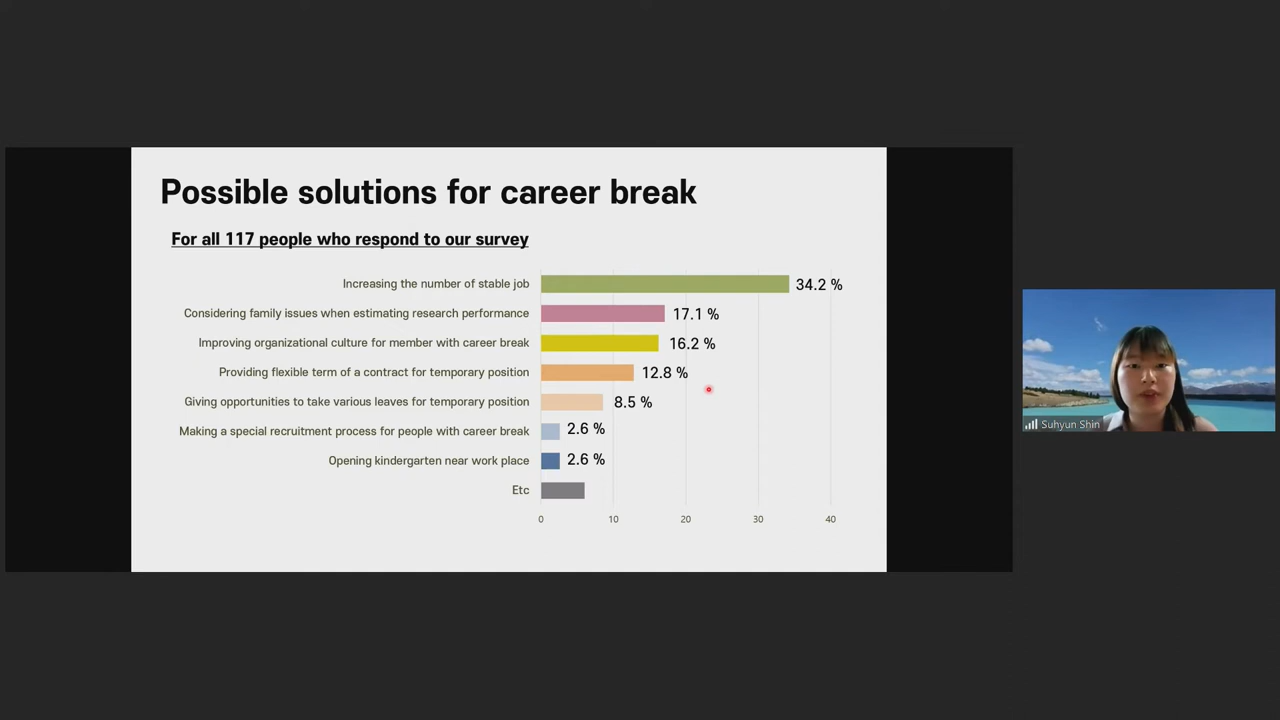 Possible solutions for career break
For all 117 people who respond to our survey
Increasing the number of stable job
34.2 %
Considering family issues when estimating research performance
17.1 %
Improving organizational culture for member with career break
16.2 %
Providing flexible term of a contract for temporary position
12.8 %
Giving opportunities to take various leaves for temporary position
8.5 %
Making a special recruitment process for people with career break
2.6 %
Opening kindergarten near work place
2.6 %
Etc
0 10 20 30 40
Suhyun Shin